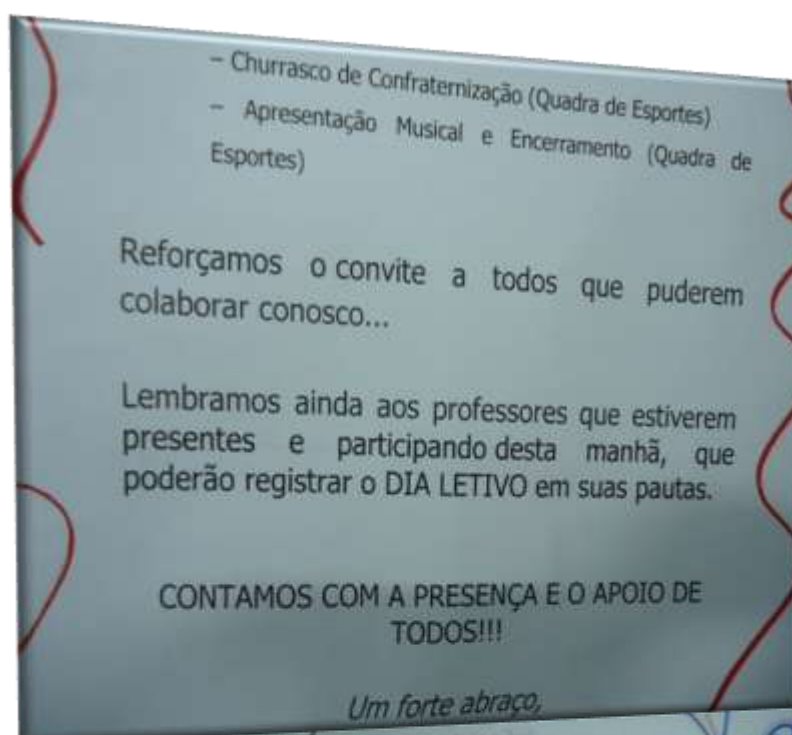 – Churrasco de Confraternização (Quadra de Esportes)
– Apresentação Musical e Encerramento (Quadra de
Esportes)
Reforçamos o convite a todos que puderem
colaborar conosco...
Lembramos ainda aos professores que estiverem
presentes e participando desta manhã, que
poderão registrar o DIA LETIVO em suas pautas.
CONTAMOS COM A PRESENÇA E O APOIO DE
TODOS!!!
Um forte abraço,